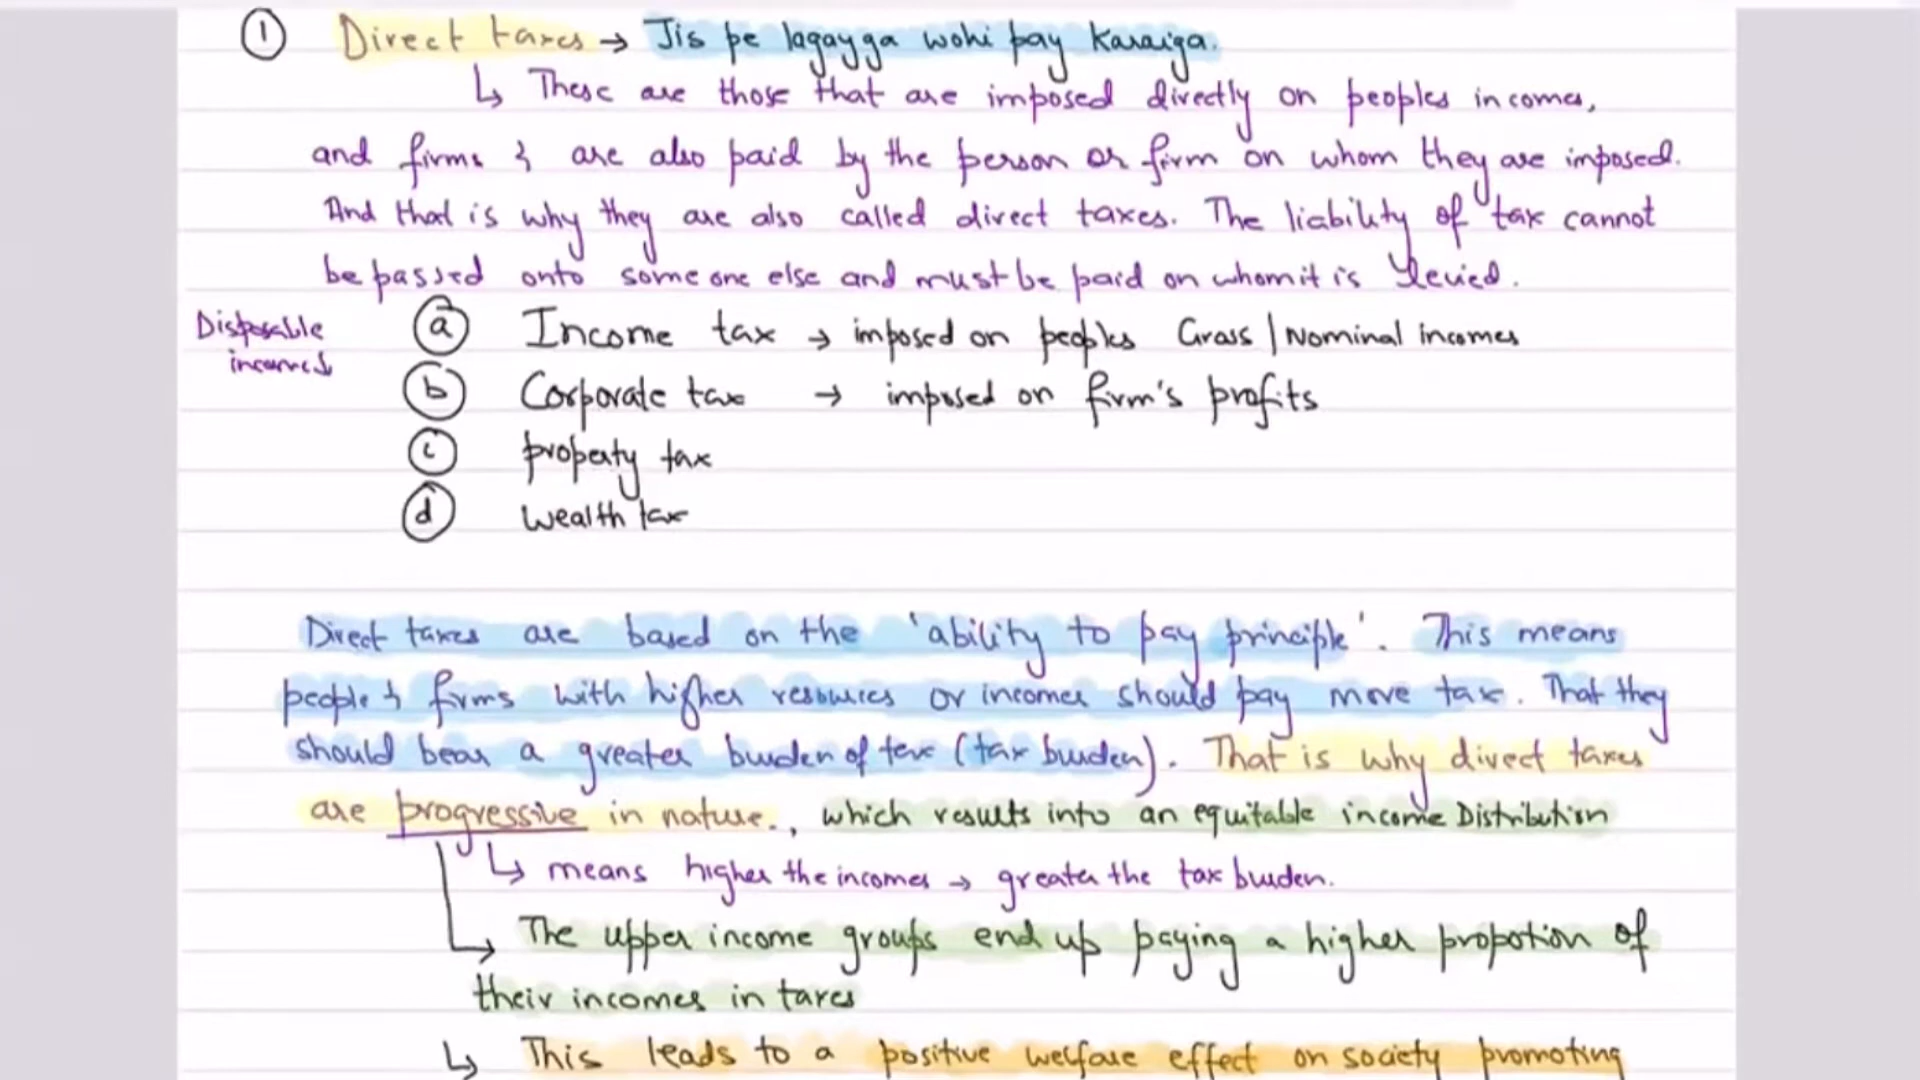 ① Direct taxes → Jis pe lagayga wohi pay Karaiga.
↳ These are those that are imposed directly on peoples incomes,
and firms & are also paid by the person or firm on whom they are imposed.
And that is why they are also called direct taxes. The liability of tax cannot
be passed onto some one else and must be paid on whom it is levied.
Disposable incomes
ⓐ Income tax → imposed on peoples Gross | Nominal incomes
ⓑ Corporate tax → imposed on firm's profits
ⓒ property tax
ⓓ Wealth tax
Direct taxes are based on the 'ability to pay principle'. This means
people & firms with higher resources or incomes should pay more tax. That they
should bear a greater burden of tax (tax burden). That is why direct taxes
are progressive in nature., which results into an equitable income Distribution
↳ means higher the incomes → greater the tax burden.
↳ The upper income groups end up paying a higher propotion of
their incomes in taxes
↳ This leads to a positive welfare effect on society promoting